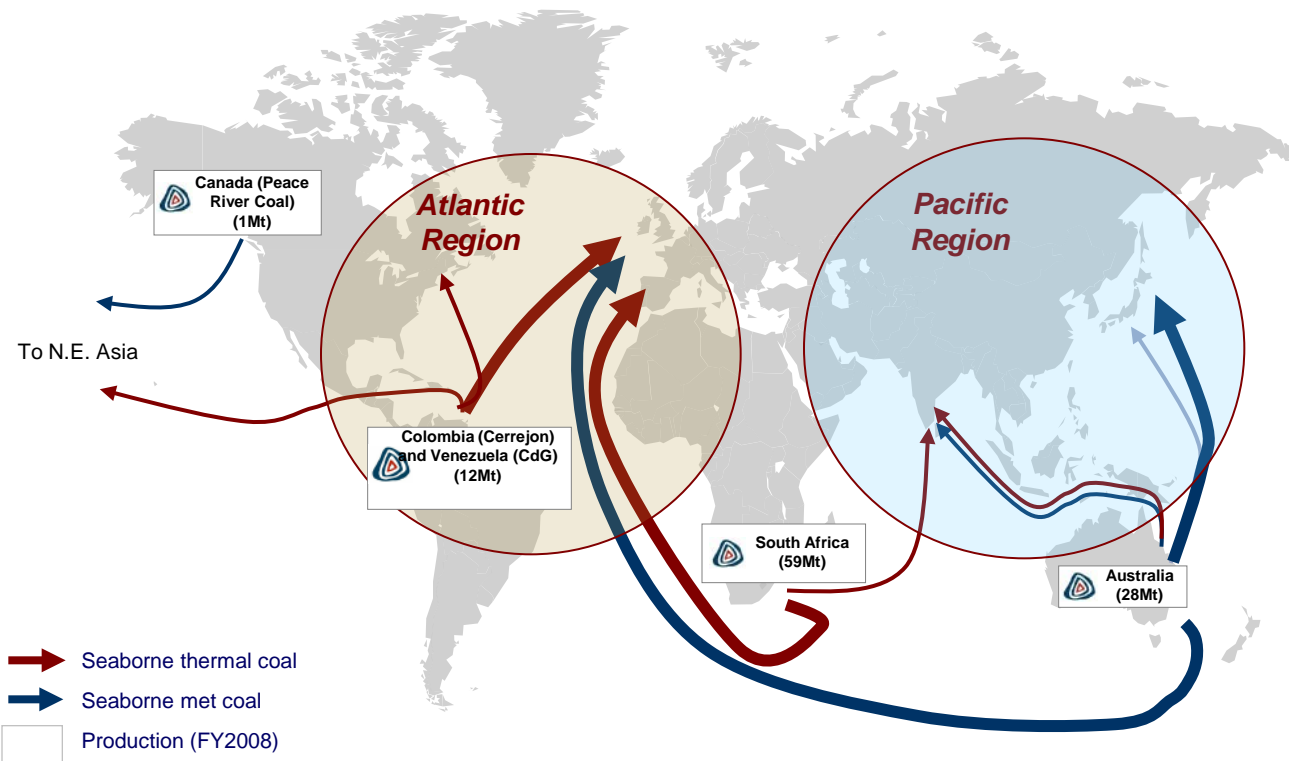 Canada (Peace
River Coal)
(1Mt)
Atlantic
Region
Pacific
Region
To N.E. Asia
Colombia (Cerrejon)
and Venezuela (CdG)
(12Mt)
South Africa
(59Mt)
Australia
(28Mt)
Seaborne thermal coal
Seaborne met coal
Production (FY2008)